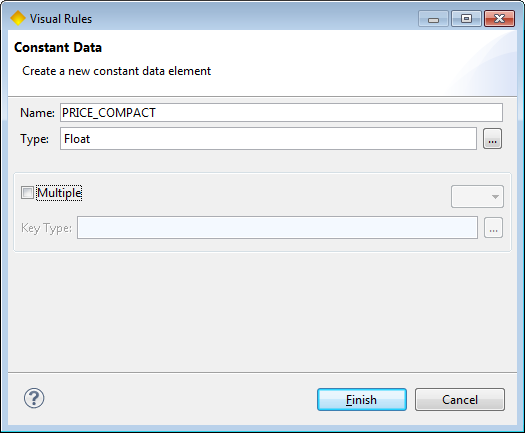 Visual Rules
Constant Data
Create a new constant data element
Name: PRICE_COMPACT
Type: Float ...
Multiple
Key Type: ...
? Finish Cancel